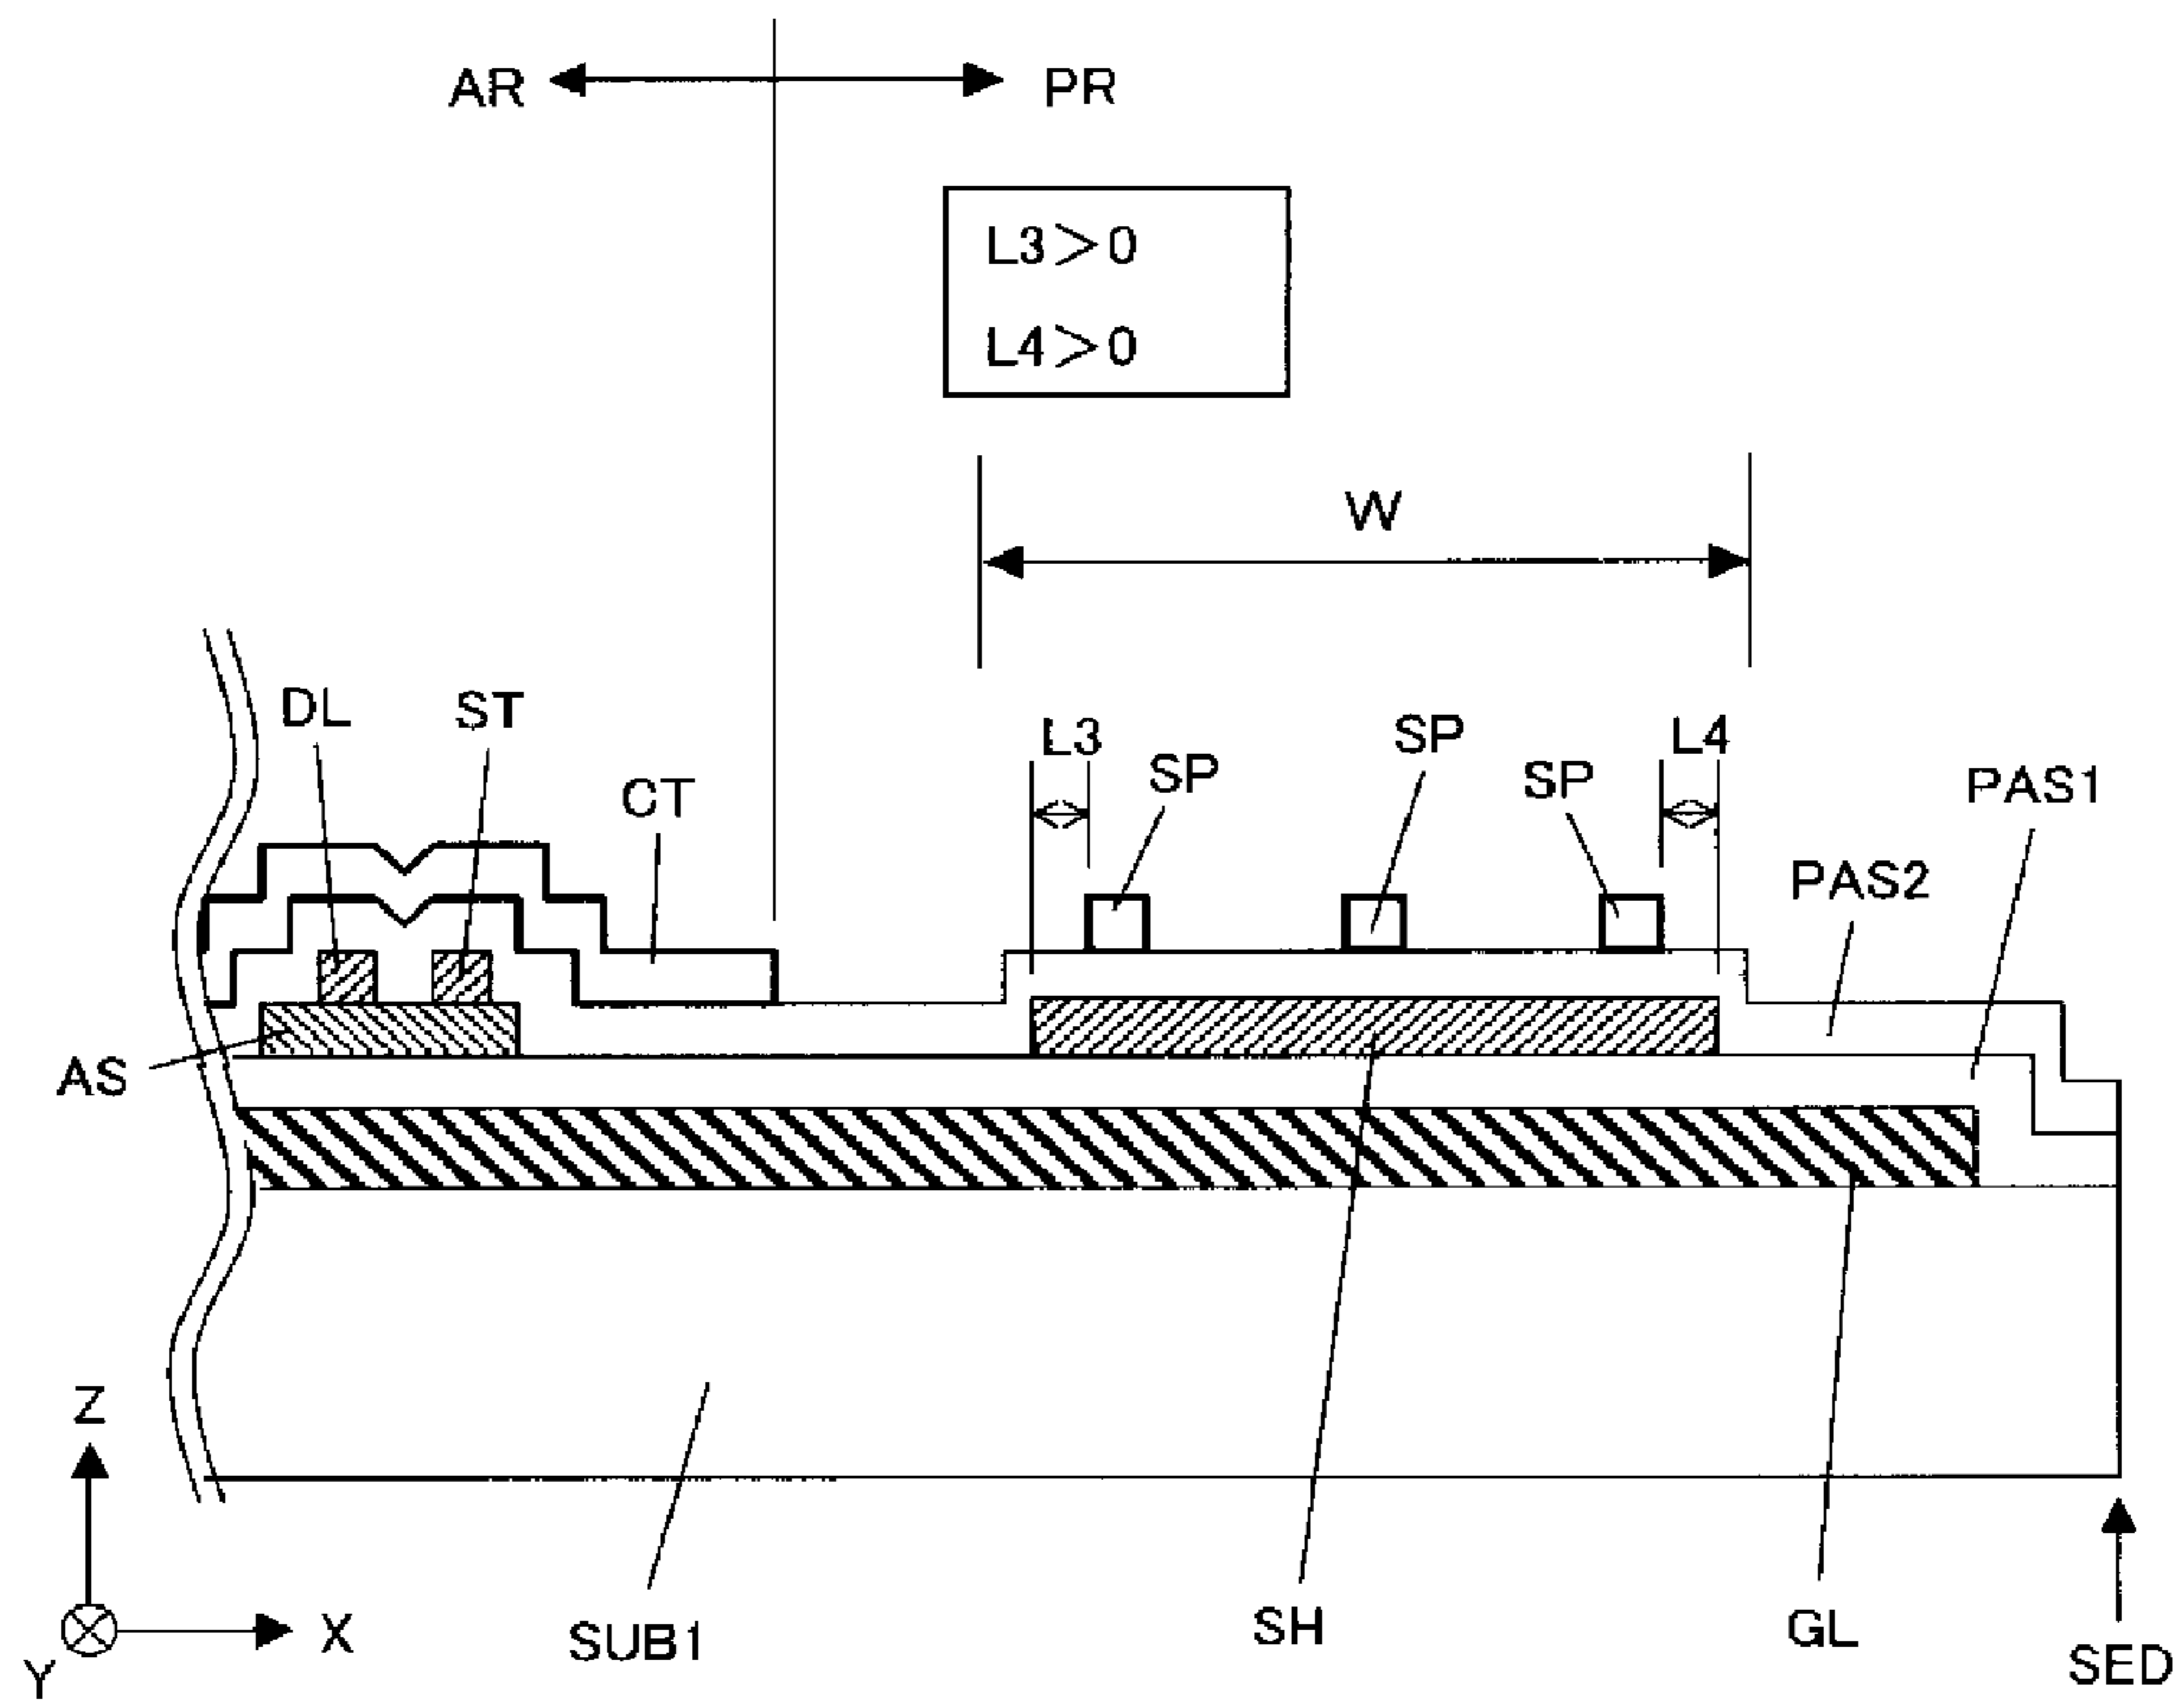 AR PR
L3>0
L4>0
W
DL ST L3 SP SP SP L4
CT PAS1
PAS2
AS
Z
X
Y
SUB1 SH GL SED